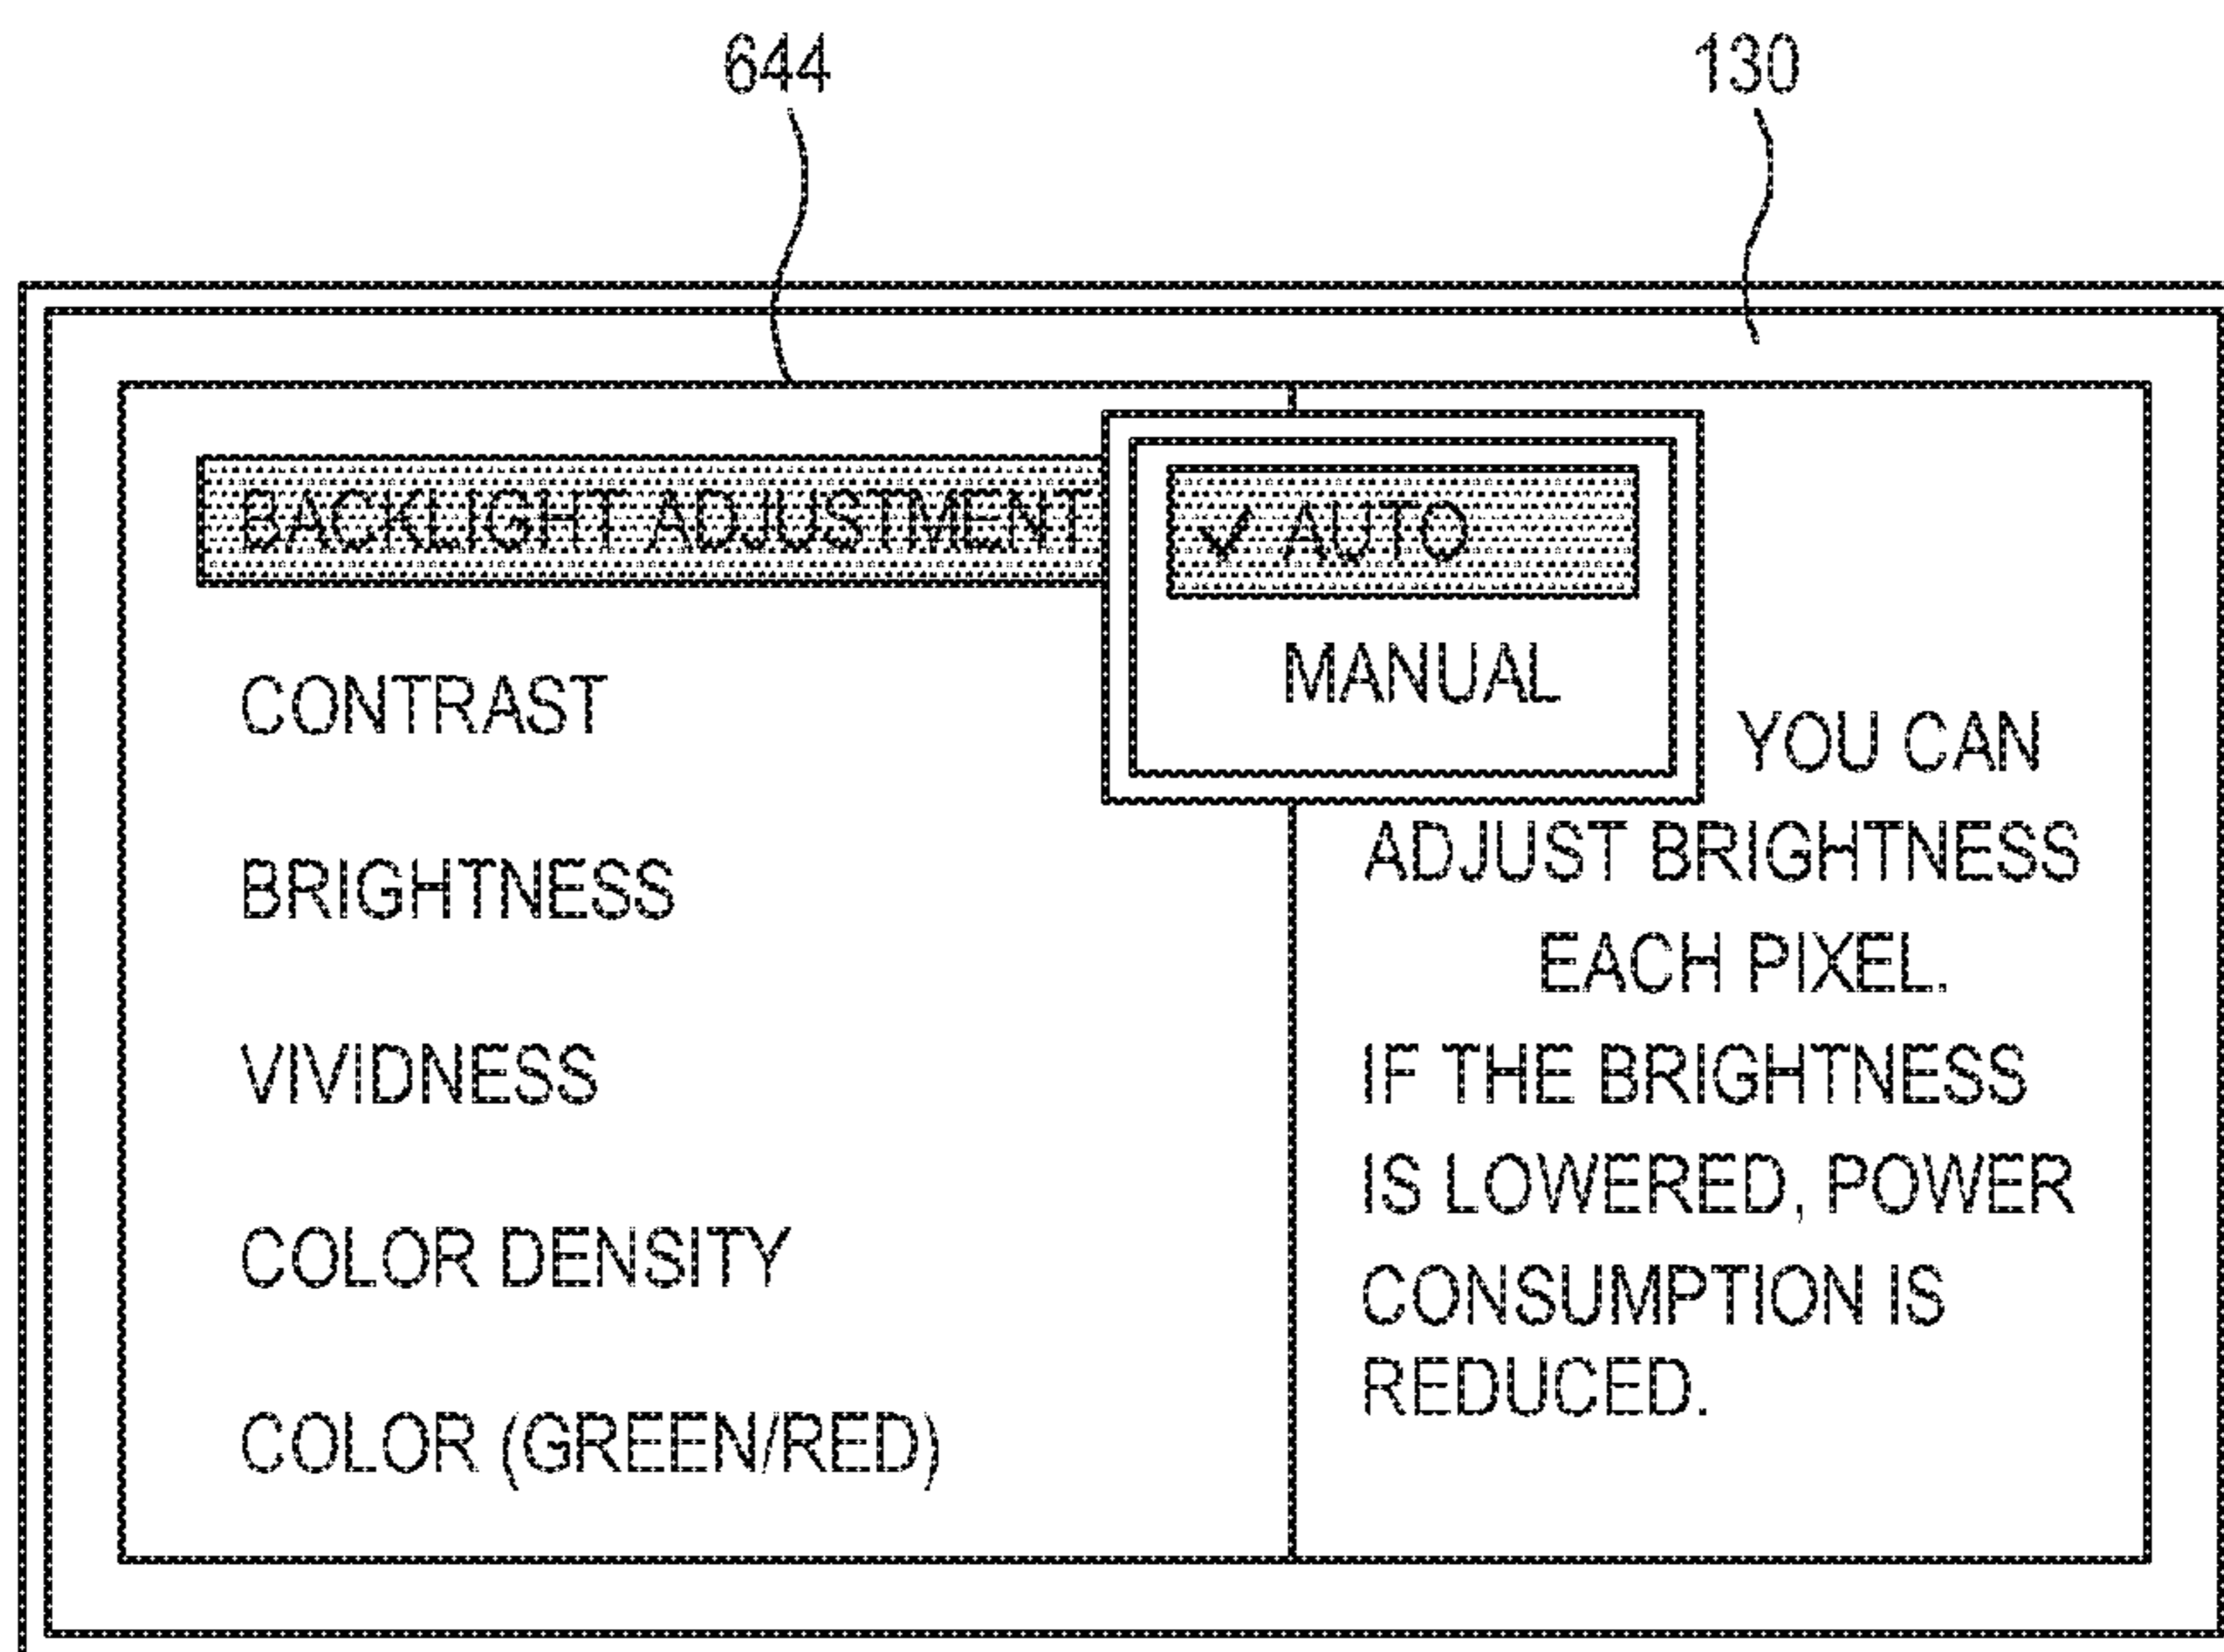 644
130
BACKLIGHT ADJUSTMENT
✓ AUTO
MANUAL
CONTRAST
BRIGHTNESS
VIVIDNESS
COLOR DENSITY
COLOR (GREEN/RED)
YOU CAN
ADJUST BRIGHTNESS
EACH PIXEL.
IF THE BRIGHTNESS
IS LOWERED, POWER
CONSUMPTION IS
REDUCED.